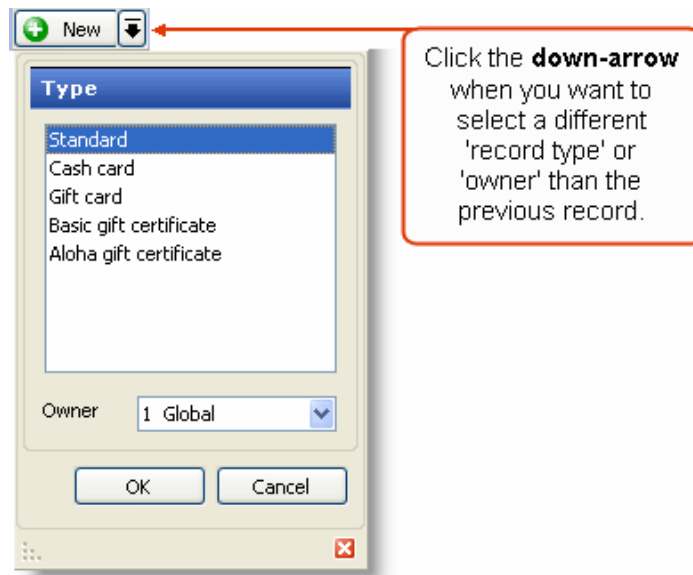 New
Click the down-arrow
when you want to
select a different
'record type' or
'owner' than the
previous record.
Type
Standard
Cash card
Gift card
Basic gift certificate
Aloha gift certificate
Owner 1 Global
OK Cancel